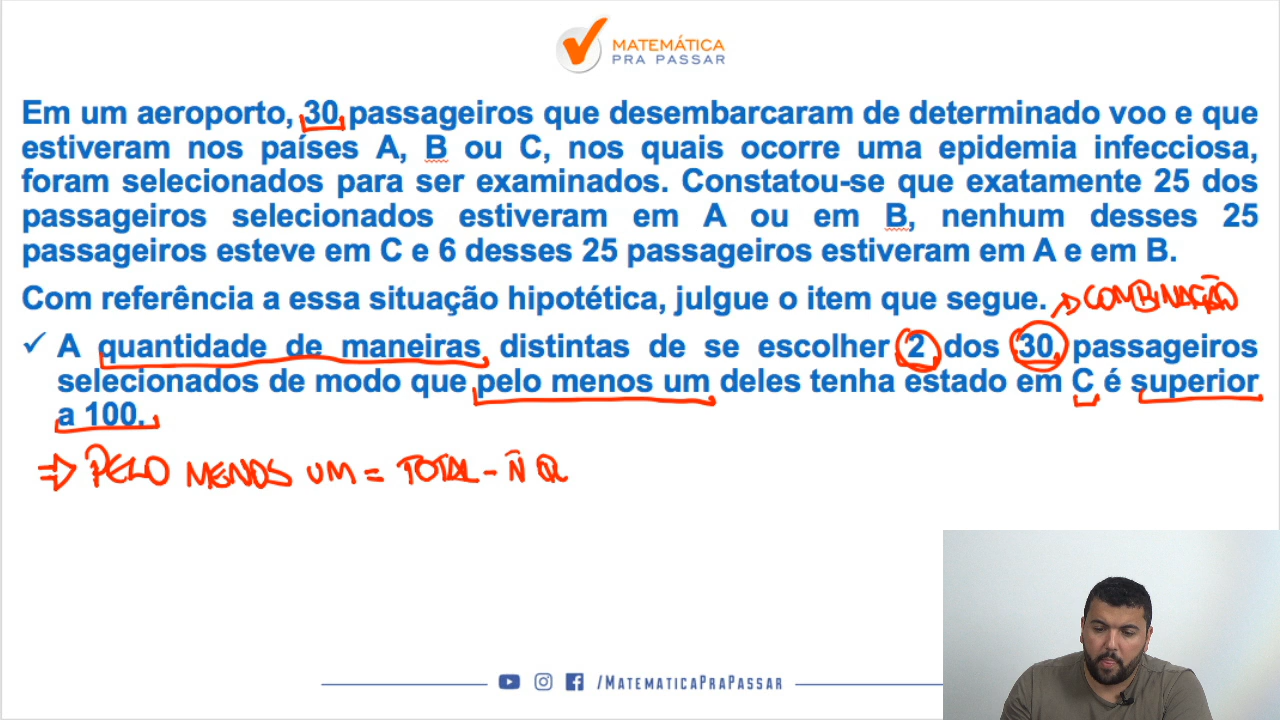 MATEMÁTICA
PRA PASSAR
Em um aeroporto, 30 passageiros que desembarcaram de determinado voo e que
estiveram nos países A, B ou C, nos quais ocorre uma epidemia infecciosa,
foram selecionados para ser examinados. Constatou-se que exatamente 25 dos
passageiros selecionados estiveram em A ou em B, nenhum desses 25
passageiros esteve em C e 6 desses 25 passageiros estiveram em A e em B.
Com referência a essa situação hipotética, julgue o item que segue.
COMBINAÇÃO
✓ A quantidade de maneiras distintas de se escolher 2 dos 30 passageiros
selecionados de modo que pelo menos um deles tenha estado em C é superior
a 100.
⇒ PELO MENOS UM = TOTAL - Ñ Q
/MATEMATICAPRAPASSAR